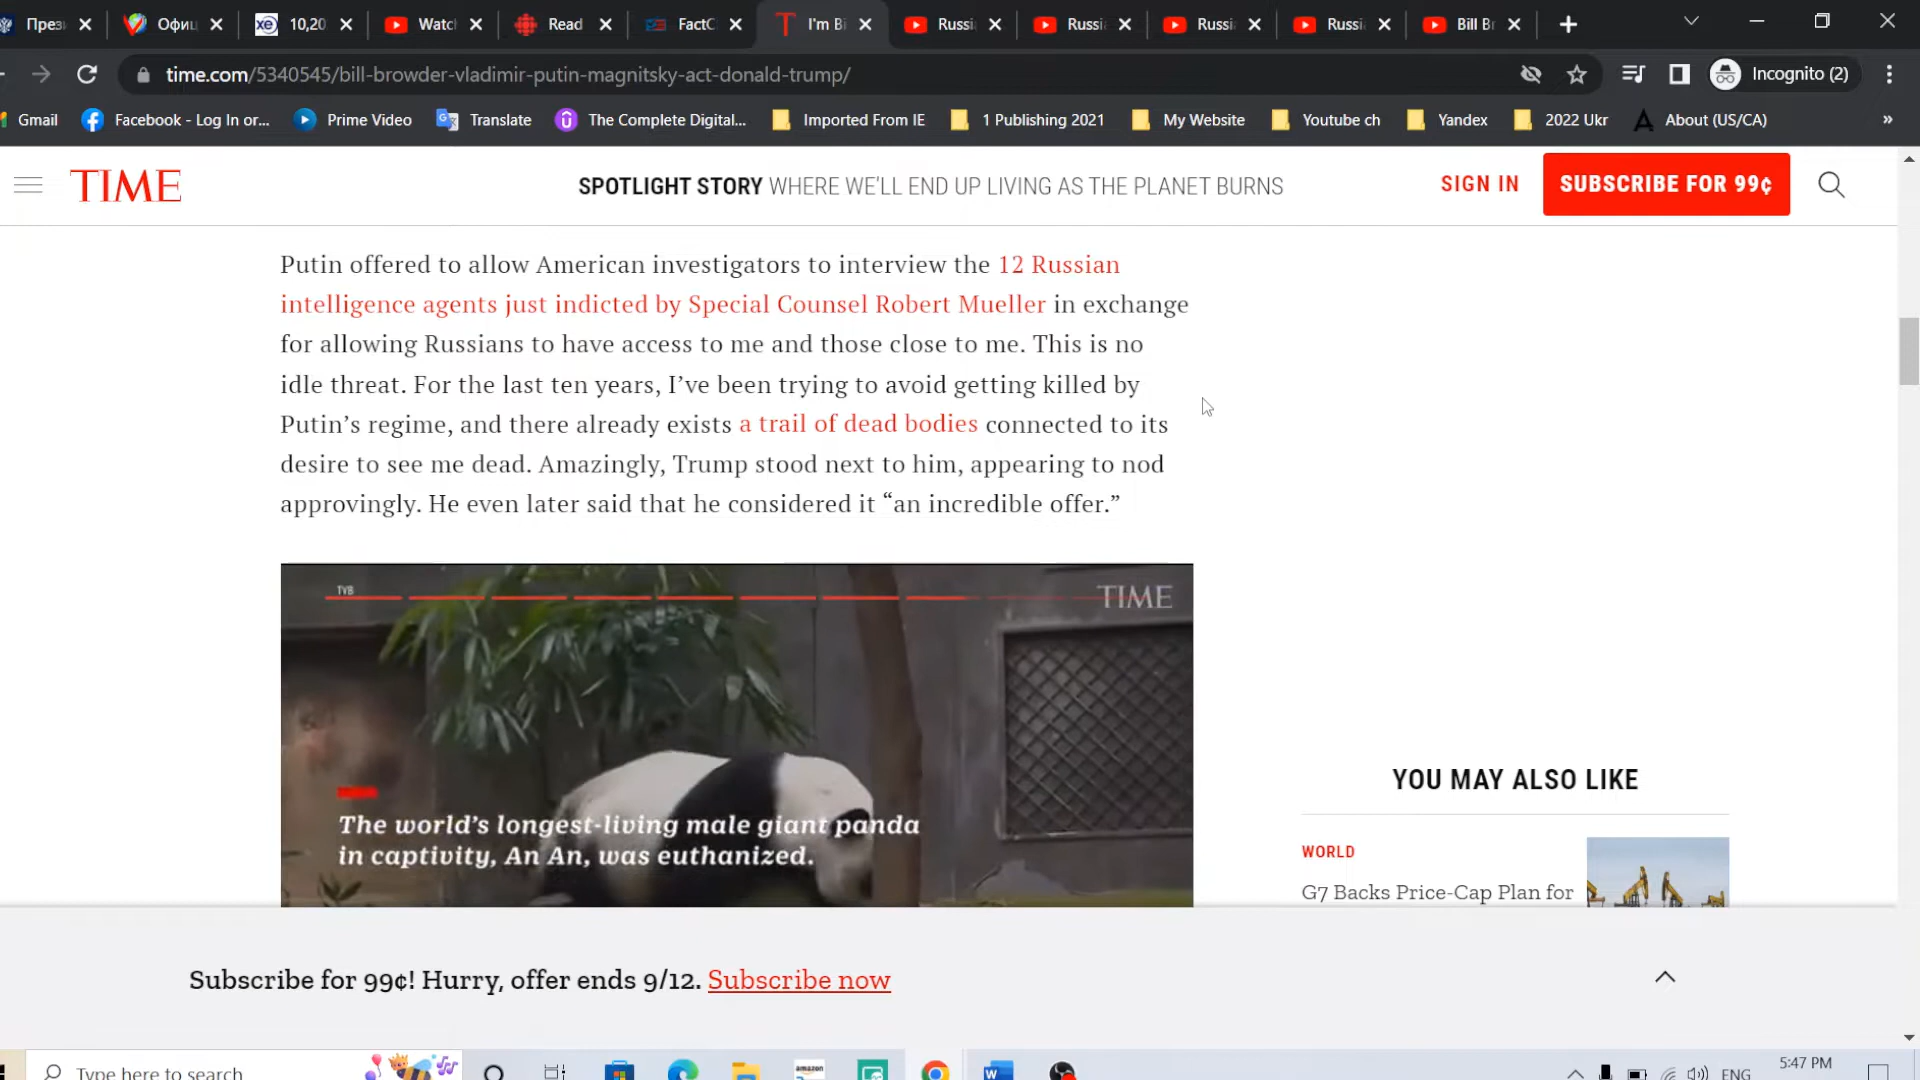 През
Офиц
xe 10,20
Watc
Read
FactC
I'm Bi
Russi
Russi
Russi
Russi
Bill Br
time.com/5340545/bill-browder-vladimir-putin-magnitsky-act-donald-trump/
Incognito (2)
Gmail
Facebook - Log In or...
Prime Video
Translate
The Complete Digital...
Imported From IE
1 Publishing 2021
My Website
Youtube ch
Yandex
2022 Ukr
About (US/CA)
»
TIME
SPOTLIGHT STORY WHERE WE'LL END UP LIVING AS THE PLANET BURNS
SIGN IN
SUBSCRIBE FOR 99¢
Putin offered to allow American investigators to interview the 12 Russian
intelligence agents just indicted by Special Counsel Robert Mueller in exchange
for allowing Russians to have access to me and those close to me. This is no
idle threat. For the last ten years, I’ve been trying to avoid getting killed by
Putin’s regime, and there already exists a trail of dead bodies connected to its
desire to see me dead. Amazingly, Trump stood next to him, appearing to nod
approvingly. He even later said that he considered it “an incredible offer.”
TVB
TIME
The world's longest-living male giant panda
in captivity, An An, was euthanized.
YOU MAY ALSO LIKE
WORLD
G7 Backs Price-Cap Plan for
Subscribe for 99¢! Hurry, offer ends 9/12. Subscribe now
Type here to search
amazon
ENG
5:47 PM